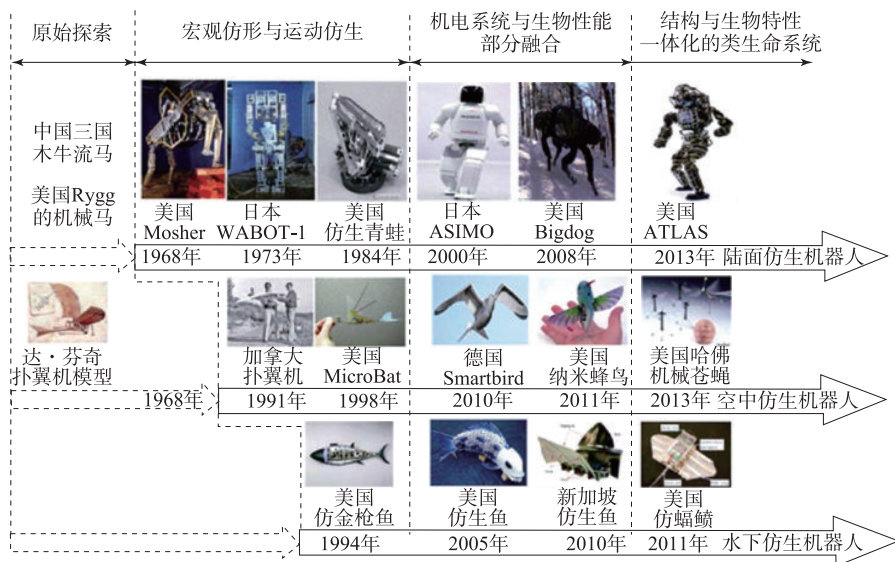 原始探索
宏观仿形与运动仿生
机电系统与生物性能
部分融合
结构与生物特性
一体化的类生命系统
中国三国
木牛流马
美国Rygg
的机械马
美国
Mosher
日本
WABOT-1
美国
仿生青蛙
日本
ASIMO
美国
Bigdog
美国
ATLAS
1968年
1973年
1984年
2000年
2008年
2013年
陆面仿生机器人
达·芬奇
扑翼机模型
加拿大
扑翼机
美国
MicroBat
德国
Smartbird
美国
纳米蜂鸟
美国哈佛
机械苍蝇
1968年
1991年
1998年
2010年
2011年
2013年
空中仿生机器人
美国
仿金枪鱼
美国
仿生鱼
新加坡
仿生鱼
美国
仿蝠鲼
1994年
2005年
2010年
2011年
水下仿生机器人